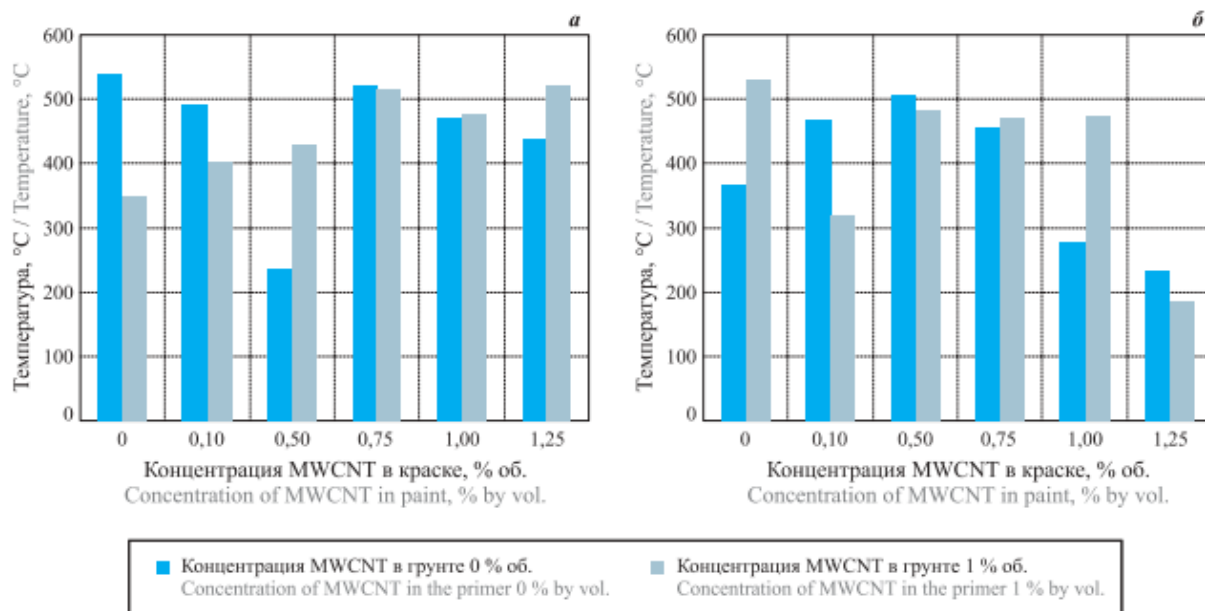 а
Температура, °C / Temperature, °C
600
500
400
300
200
100
0
0 0,10 0,50 0,75 1,00 1,25
Концентрация MWCNT в краске, % об.
Concentration of MWCNT in paint, % by vol.
б
Температура, °C / Temperature, °C
600
500
400
300
200
100
0
0 0,10 0,50 0,75 1,00 1,25
Концентрация MWCNT в краске, % об.
Concentration of MWCNT in paint, % by vol.
Концентрация MWCNT в грунте 0 % об.
Concentration of MWCNT in the primer 0 % by vol.
Концентрация MWCNT в грунте 1 % об.
Concentration of MWCNT in the primer 1 % by vol.